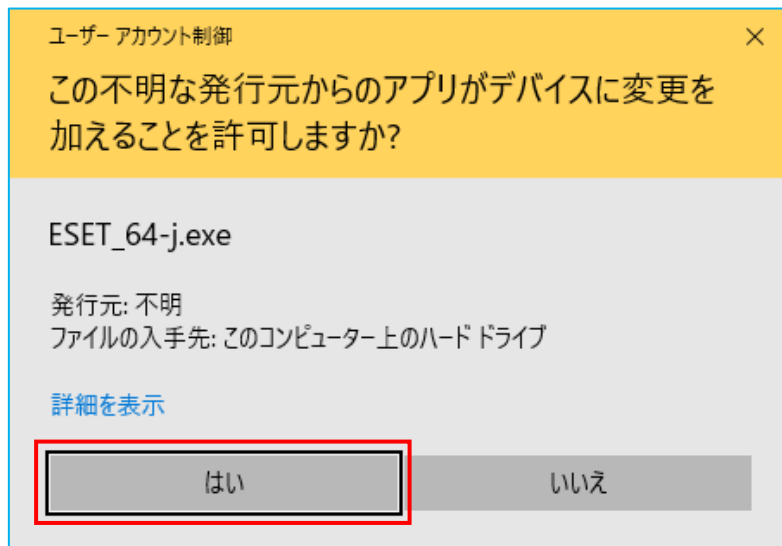 ユーザー アカウント制御
この不明な発行元からのアプリがデバイスに変更を
加えることを許可しますか?
ESET_64-j.exe
発行元: 不明
ファイルの入手先: このコンピューター上のハード ドライブ
詳細を表示
はい
いいえ